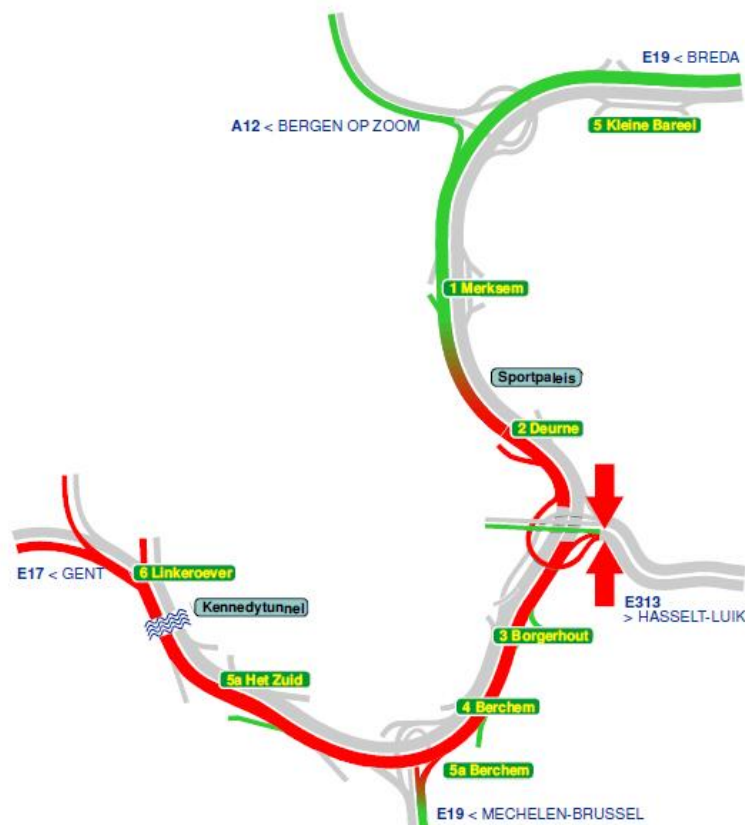 E19 < BREDA
A12 < BERGEN OP ZOOM
5 Kleine Bareel
1 Merksem
Sportpaleis
2 Deurne
6 Linkeroever
E17 < GENT
Kennedytunnel
E313
> HASSELT-LUIK
3 Borgerhout
5a Het Zuid
4 Berchem
5a Berchem
E19 < MECHELEN-BRUSSEL